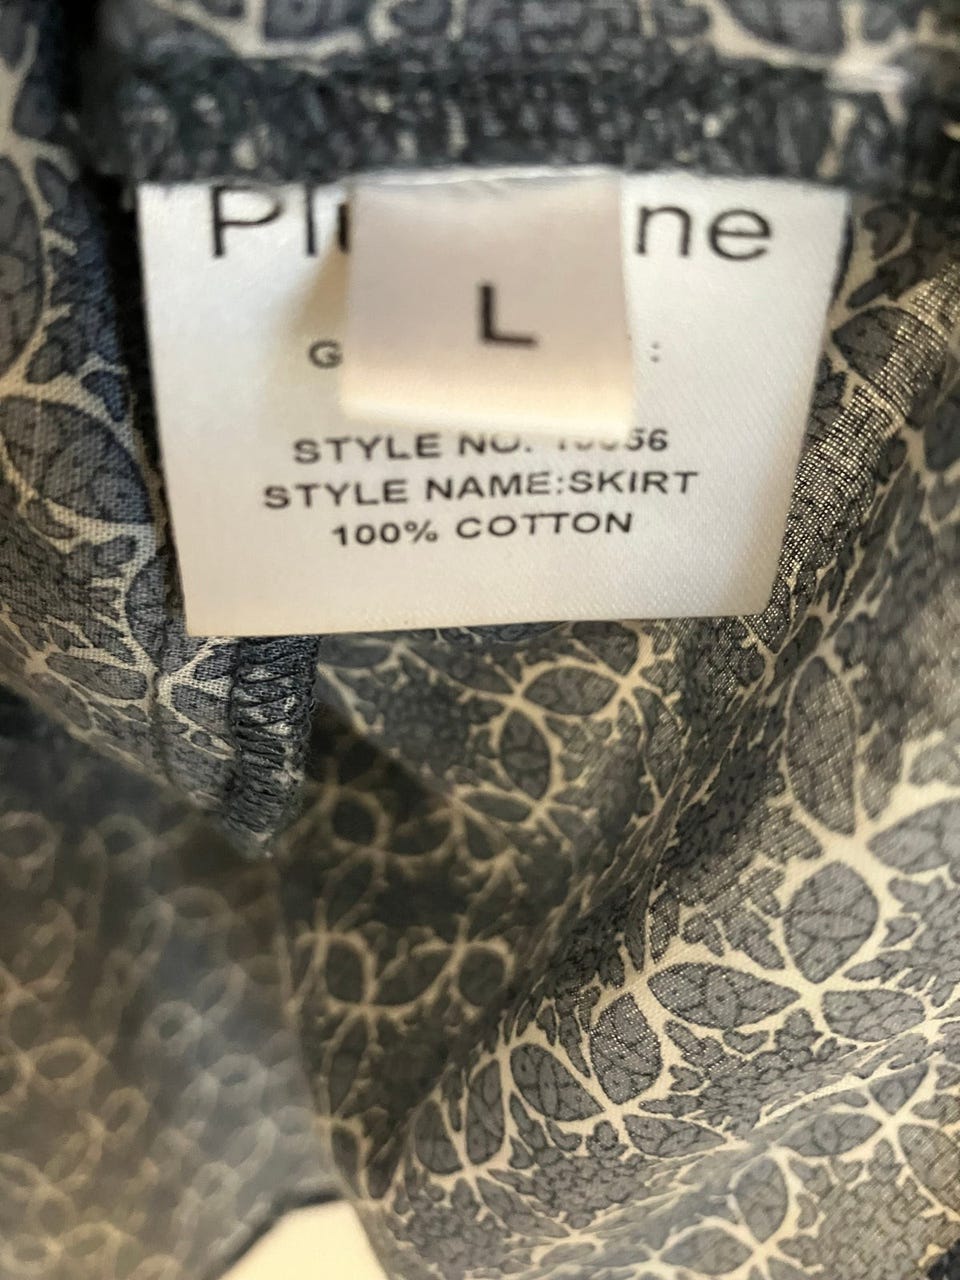 L
STYLE NO.
STYLE NAME:SKIRT
100% COTTON